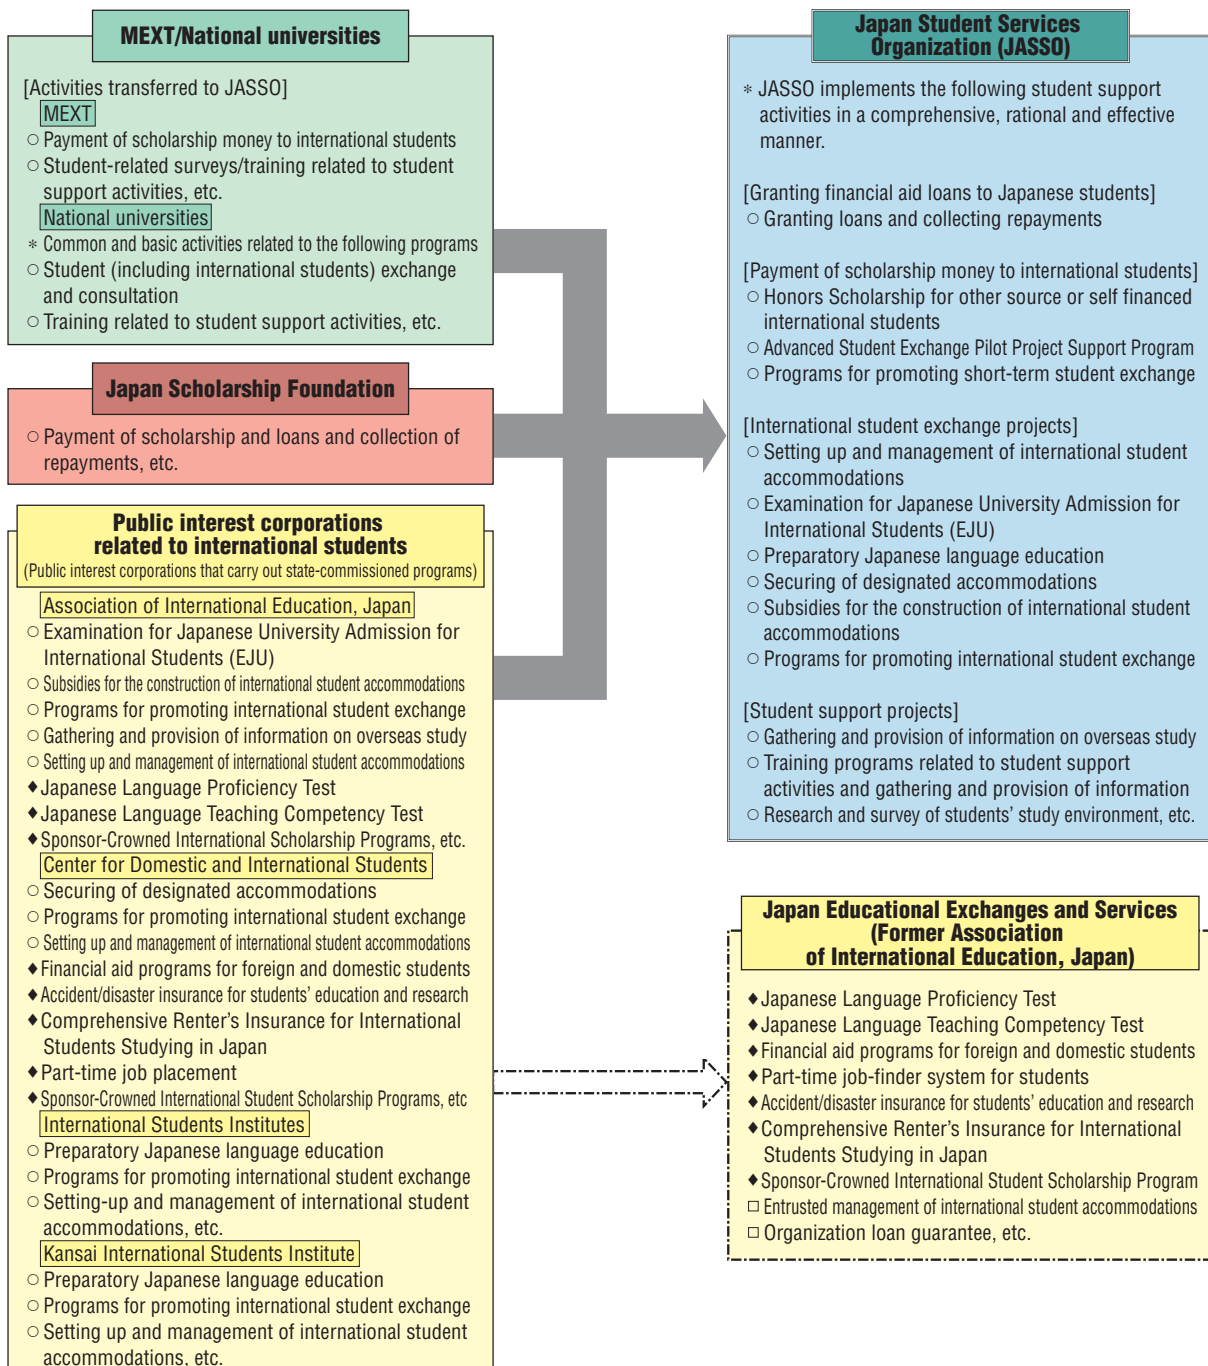 MEXT/National universities
[Activities transferred to JASSO]
MEXT
○ Payment of scholarship money to international students
○ Student-related surveys/training related to student
support activities, etc.
National universities
* Common and basic activities related to the following programs
○ Student (including international students) exchange
and consultation
○ Training related to student support activities, etc.
Japan Scholarship Foundation
○ Payment of scholarship and loans and collection of
repayments, etc.
Public interest corporations
related to international students
(Public interest corporations that carry out state-commissioned programs)
Association of International Education, Japan
○ Examination for Japanese University Admission for
International Students (EJU)
○ Subsidies for the construction of international student accommodations
○ Programs for promoting international student exchange
○ Gathering and provision of information on overseas study
○ Setting up and management of international student accommodations
♦ Japanese Language Proficiency Test
♦ Japanese Language Teaching Competency Test
♦ Sponsor-Crowned International Scholarship Programs, etc.
Center for Domestic and International Students
○ Securing of designated accommodations
○ Programs for promoting international student exchange
○ Setting up and management of international student accommodations
♦ Financial aid programs for foreign and domestic students
♦ Accident/disaster insurance for students' education and research
♦ Comprehensive Renter's Insurance for International
Students Studying in Japan
♦ Part-time job placement
♦ Sponsor-Crowned International Student Scholarship Programs, etc
International Students Institutes
○ Preparatory Japanese language education
○ Programs for promoting international student exchange
○ Setting-up and management of international student
accommodations, etc.
Kansai International Students Institute
○ Preparatory Japanese language education
○ Programs for promoting international student exchange
○ Setting up and management of international student
accommodations, etc.
Japan Student Services
Organization (JASSO)
* JASSO implements the following student support
activities in a comprehensive, rational and effective
manner.
[Granting financial aid loans to Japanese students]
○ Granting loans and collecting repayments
[Payment of scholarship money to international students]
○ Honors Scholarship for other source or self financed
international students
○ Advanced Student Exchange Pilot Project Support Program
○ Programs for promoting short-term student exchange
[International student exchange projects]
○ Setting up and management of international student
accommodations
○ Examination for Japanese University Admission for
International Students (EJU)
○ Preparatory Japanese language education
○ Securing of designated accommodations
○ Subsidies for the construction of international student
accommodations
○ Programs for promoting international student exchange
[Student support projects]
○ Gathering and provision of information on overseas study
○ Training programs related to student support
activities and gathering and provision of information
○ Research and survey of students' study environment, etc.
Japan Educational Exchanges and Services
(Former Association
of International Education, Japan)
♦ Japanese Language Proficiency Test
♦ Japanese Language Teaching Competency Test
♦ Financial aid programs for foreign and domestic students
♦ Part-time job-finder system for students
♦ Accident/disaster insurance for students' education and research
♦ Comprehensive Renter's Insurance for International
Students Studying in Japan
♦ Sponsor-Crowned International Student Scholarship Program
□ Entrusted management of international student accommodations
□ Organization loan guarantee, etc.